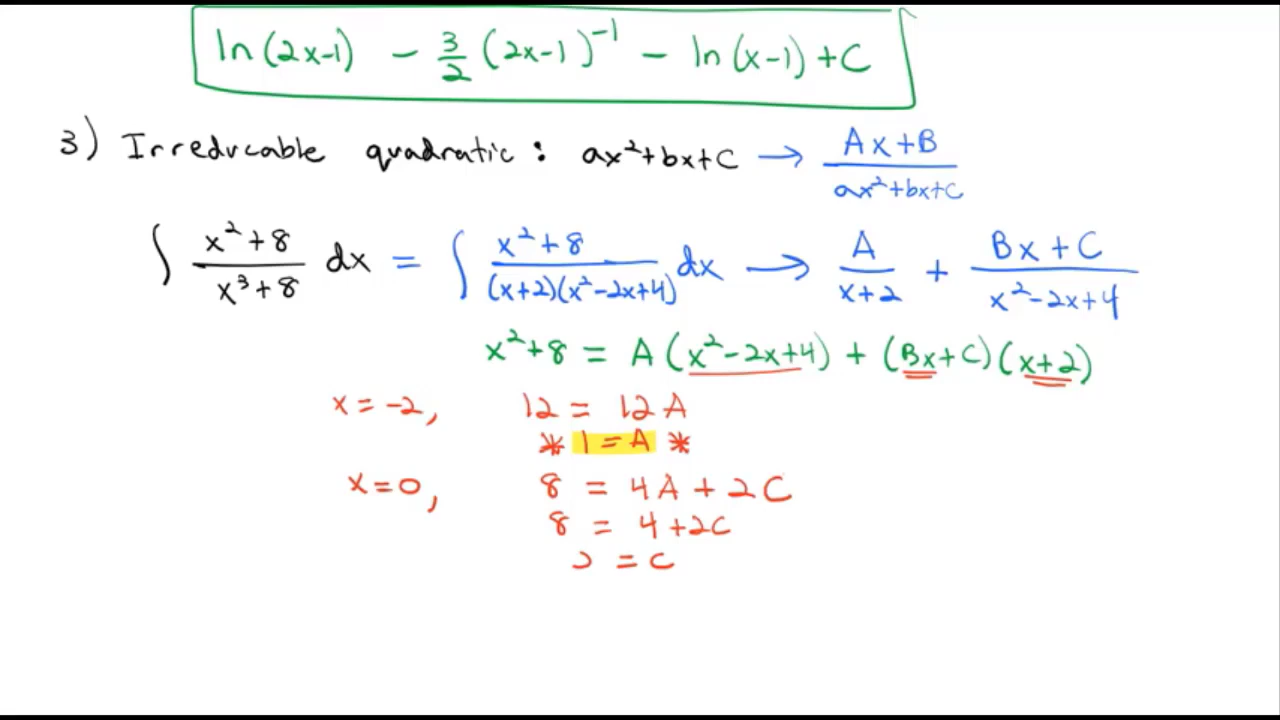 ln(2x-1) - 3/2 (2x-1)⁻¹ - ln(x-1) + C
3) Irreducable quadratic : ax²+bx+C → Ax+B / ax²+bx+C
∫ x²+8 / x³+8 dx = ∫ x²+8 / (x+2)(x²-2x+4) dx → A / x+2 + Bx+C / x²-2x+4
x²+8 = A(x²-2x+4) + (Bx+C)(x+2)
x = -2, 12 = 12A
* 1 = A *
x = 0, 8 = 4A + 2C
8 = 4 + 2C
= C